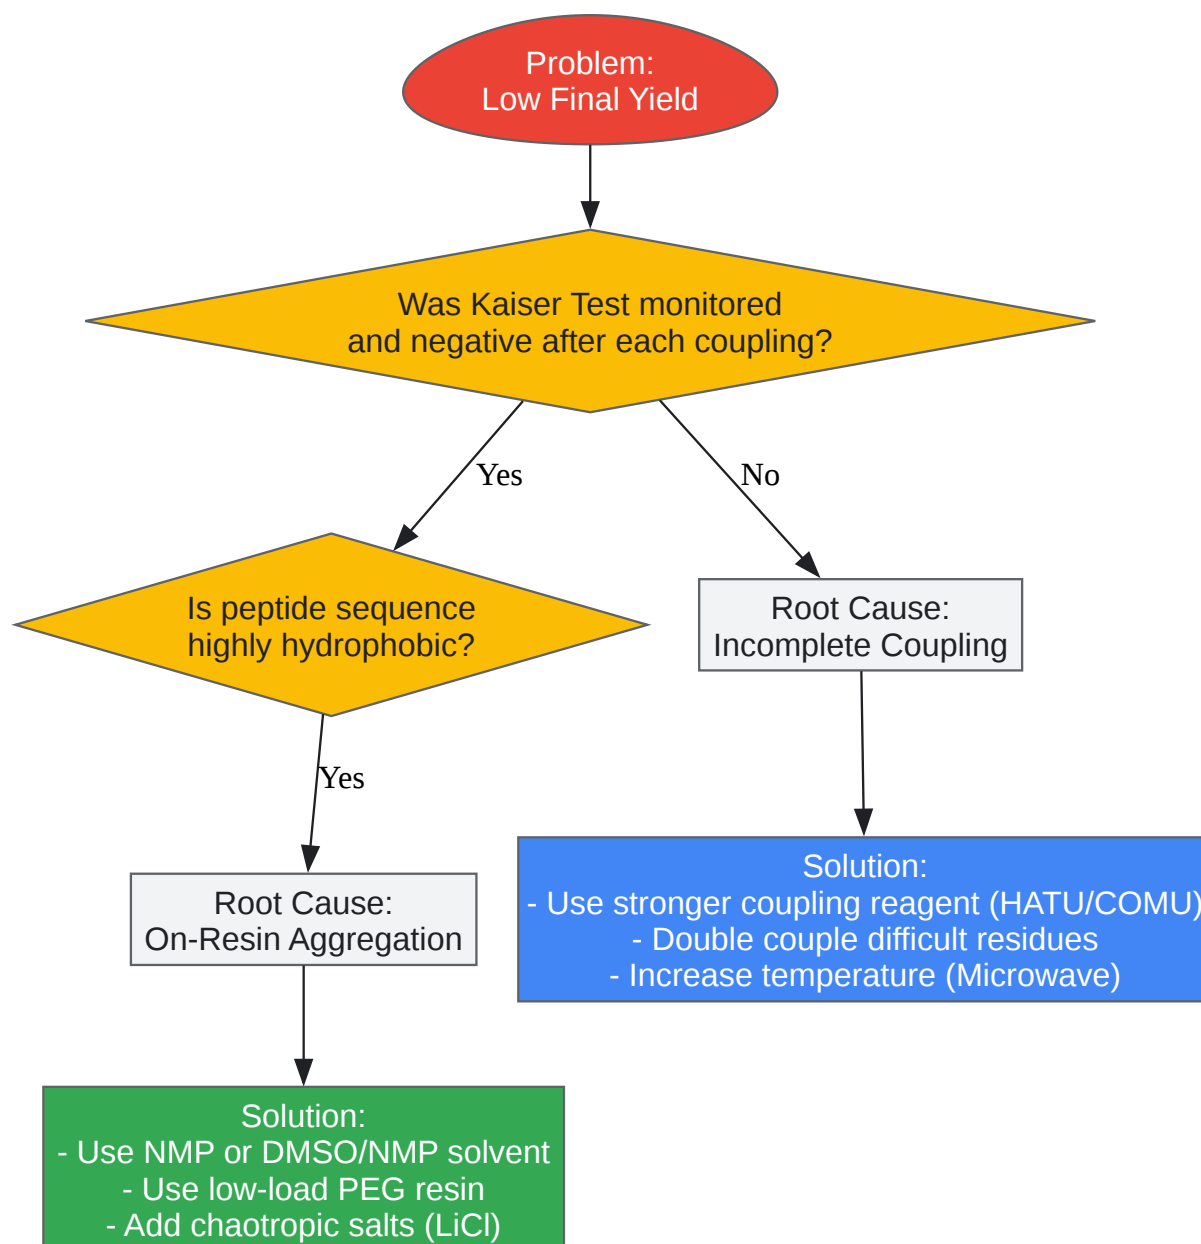 Problem:
Low Final Yield
Was Kaiser Test monitored
and negative after each coupling?
Yes
No
Is peptide sequence
highly hydrophobic?
Root Cause:
Incomplete Coupling
Yes
Root Cause:
On-Resin Aggregation
Solution:
- Use stronger coupling reagent (HATU/COMU)
- Double couple difficult residues
- Increase temperature (Microwave)
Solution:
- Use NMP or DMSO/NMP solvent
- Use low-load PEG resin
- Add chaotropic salts (LiCl)